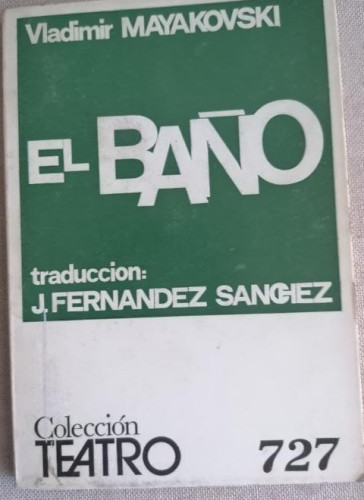 Vladimir MAYAKOVSKI
EL BAÑO
traduccion:
J. FERNANDEZ SANCHEZ
Colección
TEATRO 727